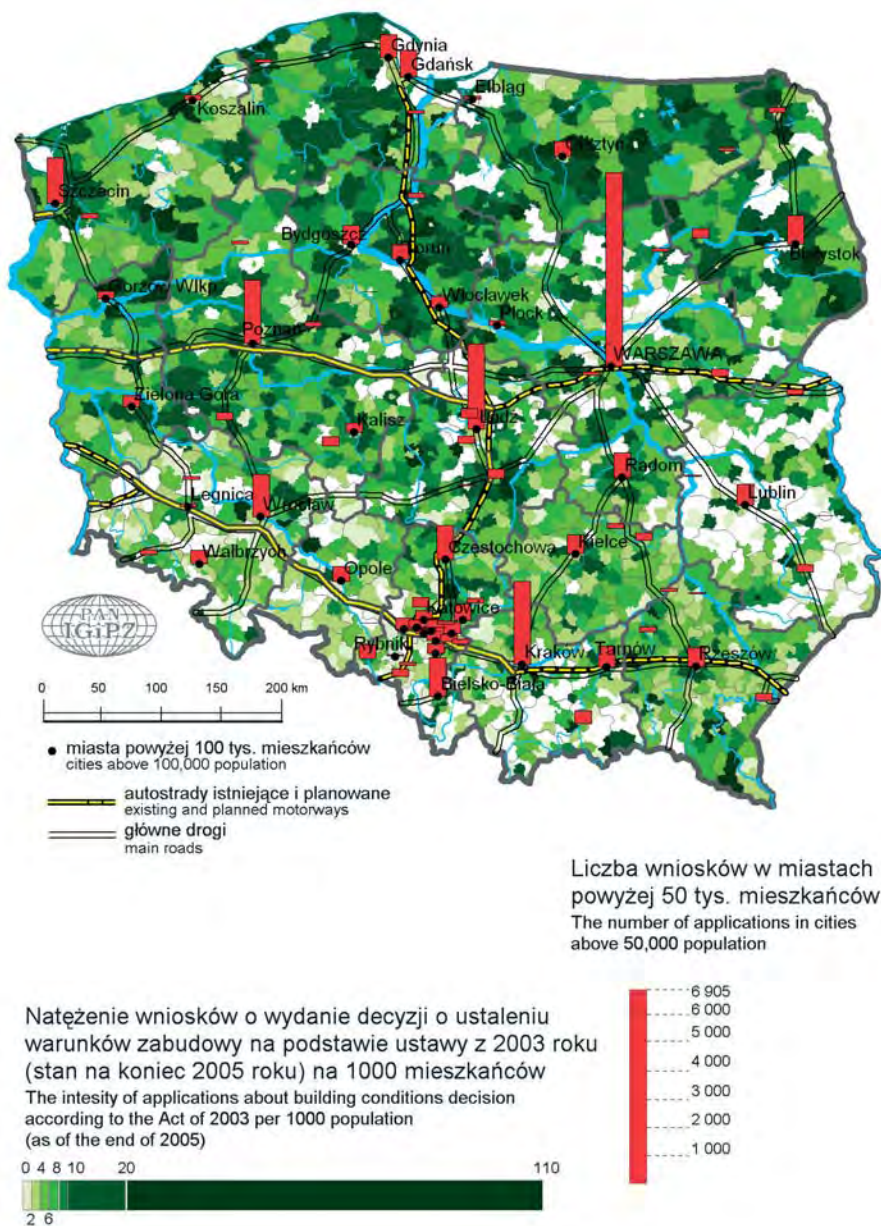 Gdynia
Gdańsk
Elbląg
Koszalin
Olsztyn
Szczecin
Bydgoszcz
Toruń
Białystok
Gorzów Wlkp.
Włocławek
Płock
Poznań
WARSZAWA
Zielona Góra
Kalisz
Łódź
Radom
Lublin
Legnica
Wrocław
Wałbrzych
Opole
Częstochowa
Kielce
PAN
IGiPZ
Katowice
Rybnik
Kraków
Tarnów
Rzeszów
Bielsko-Biała
0 50 100 150 200 km
miasta powyżej 100 tys. mieszkańców
cities above 100,000 population
autostrady istniejące i planowane
existing and planned motorways
główne drogi
main roads
Liczba wniosków w miastach
powyżej 50 tys. mieszkańców
The number of applications in cities
above 50,000 population
6 905
6 000
5 000
4 000
3 000
2 000
1 000
Natężenie wniosków o wydanie decyzji o ustaleniu
warunków zabudowy na podstawie ustawy z 2003 roku
(stan na koniec 2005 roku) na 1000 mieszkańców
The intesity of applications about building conditions decision
according to the Act of 2003 per 1000 population
(as of the end of 2005)
0 4 8 10 20 110
2 6